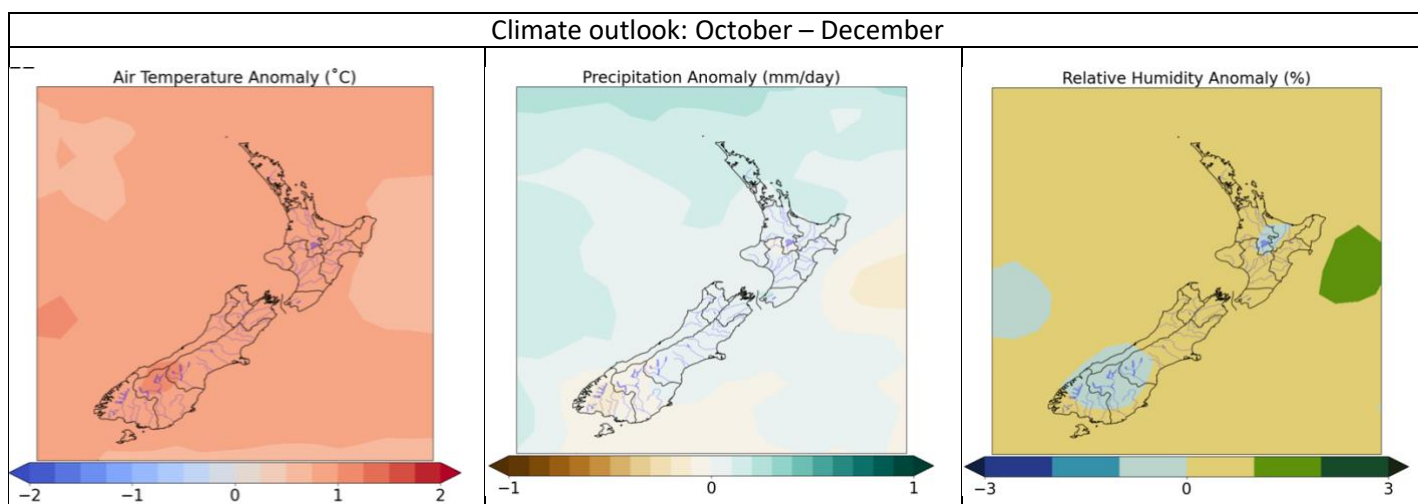 Climate outlook: October – December
Air Temperature Anomaly (˚C)
Precipitation Anomaly (mm/day)
Relative Humidity Anomaly (%)
−2 −1 0 1 2
−1 0 1
−3 0 3